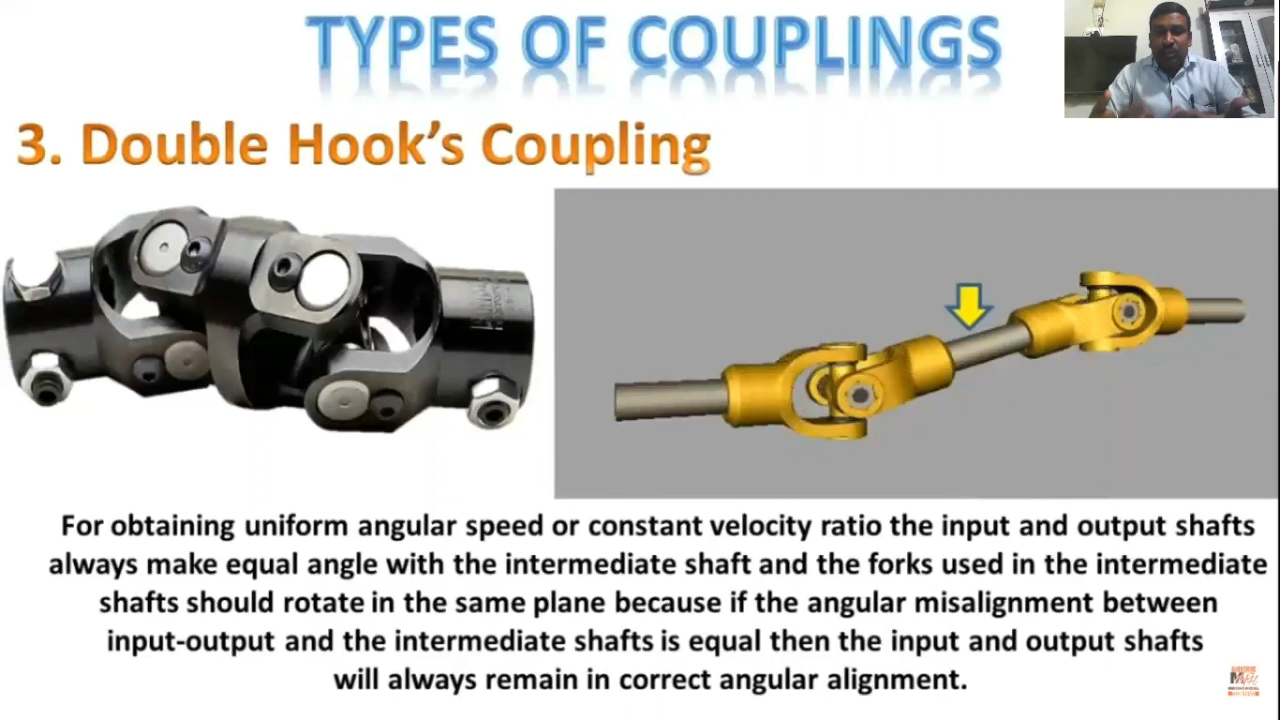 TYPES OF COUPLINGS
3. Double Hook's Coupling
For obtaining uniform angular speed or constant velocity ratio the input and output shafts
always make equal angle with the intermediate shaft and the forks used in the intermediate
shafts should rotate in the same plane because if the angular misalignment between
input-output and the intermediate shafts is equal then the input and output shafts
will always remain in correct angular alignment.